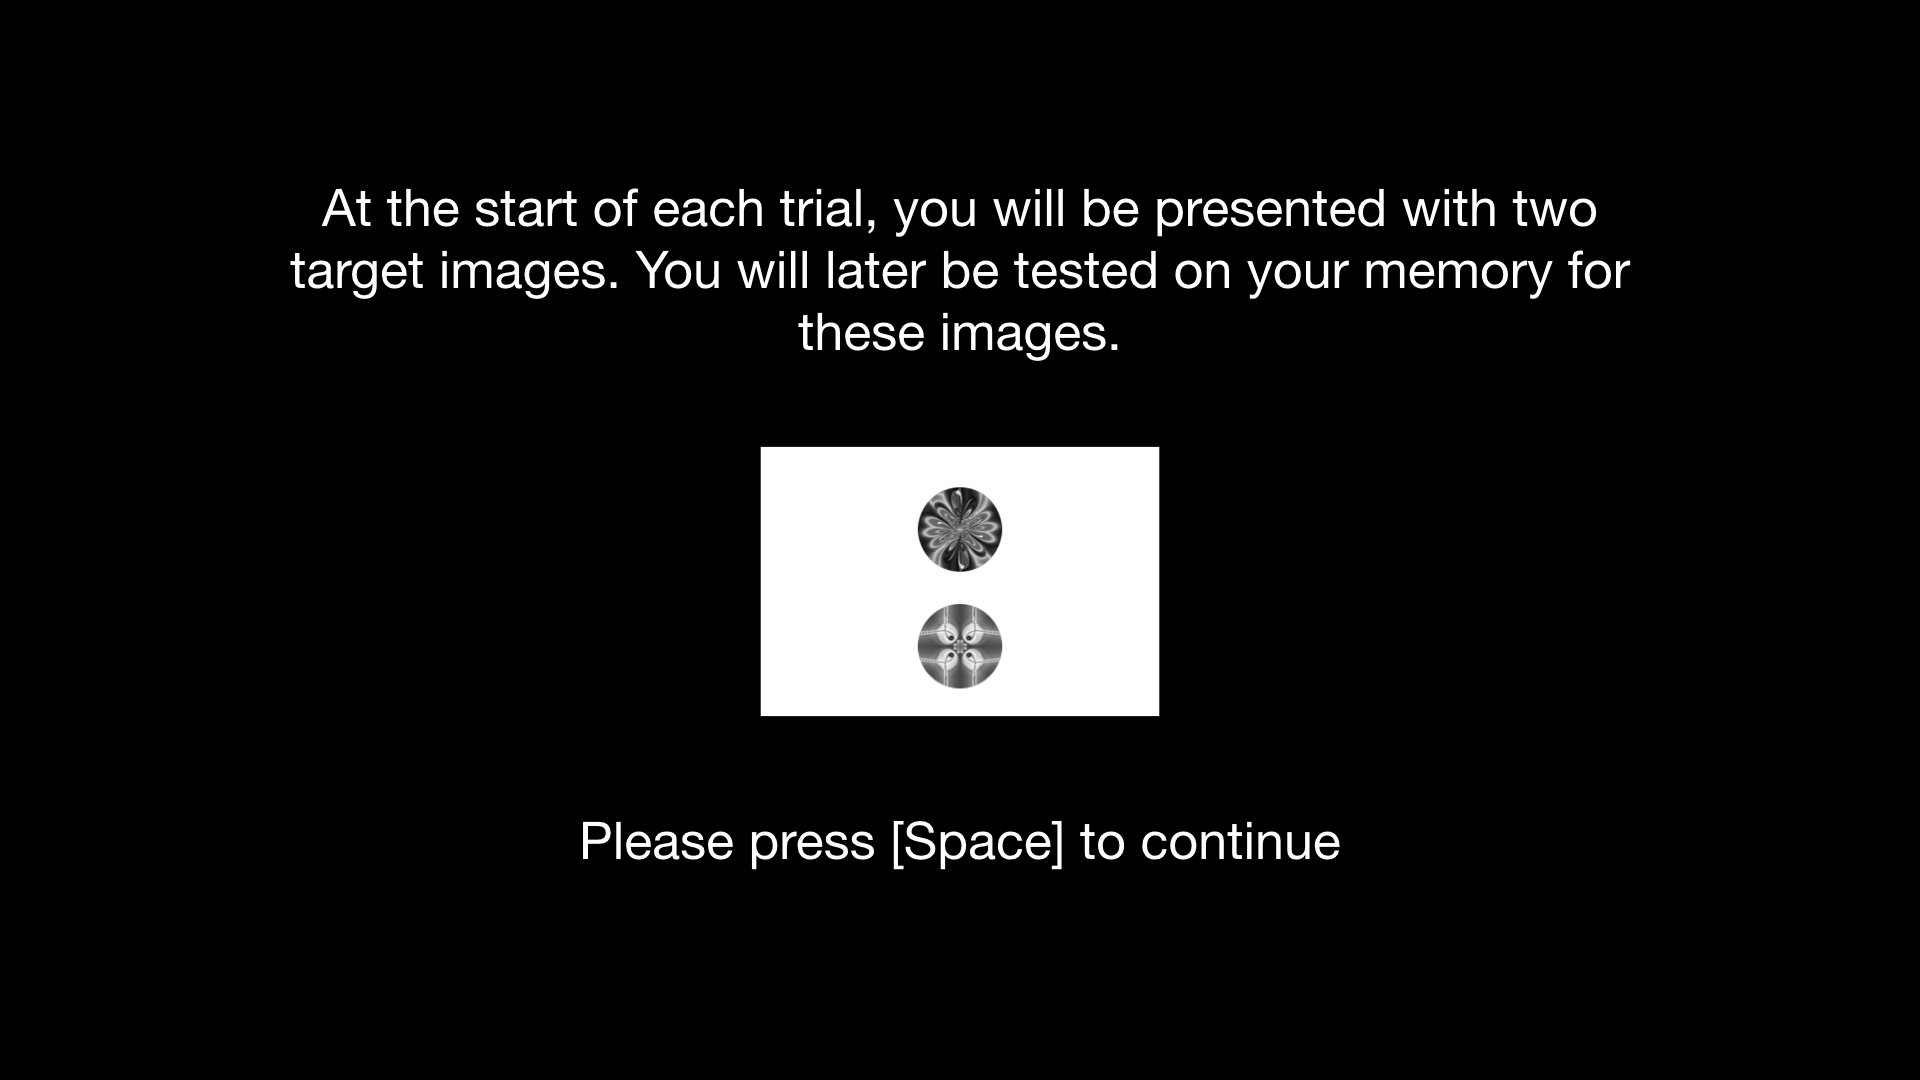 At the start of each trial, you will be presented with two
target images. You will later be tested on your memory for
these images.
Please press [Space] to continue